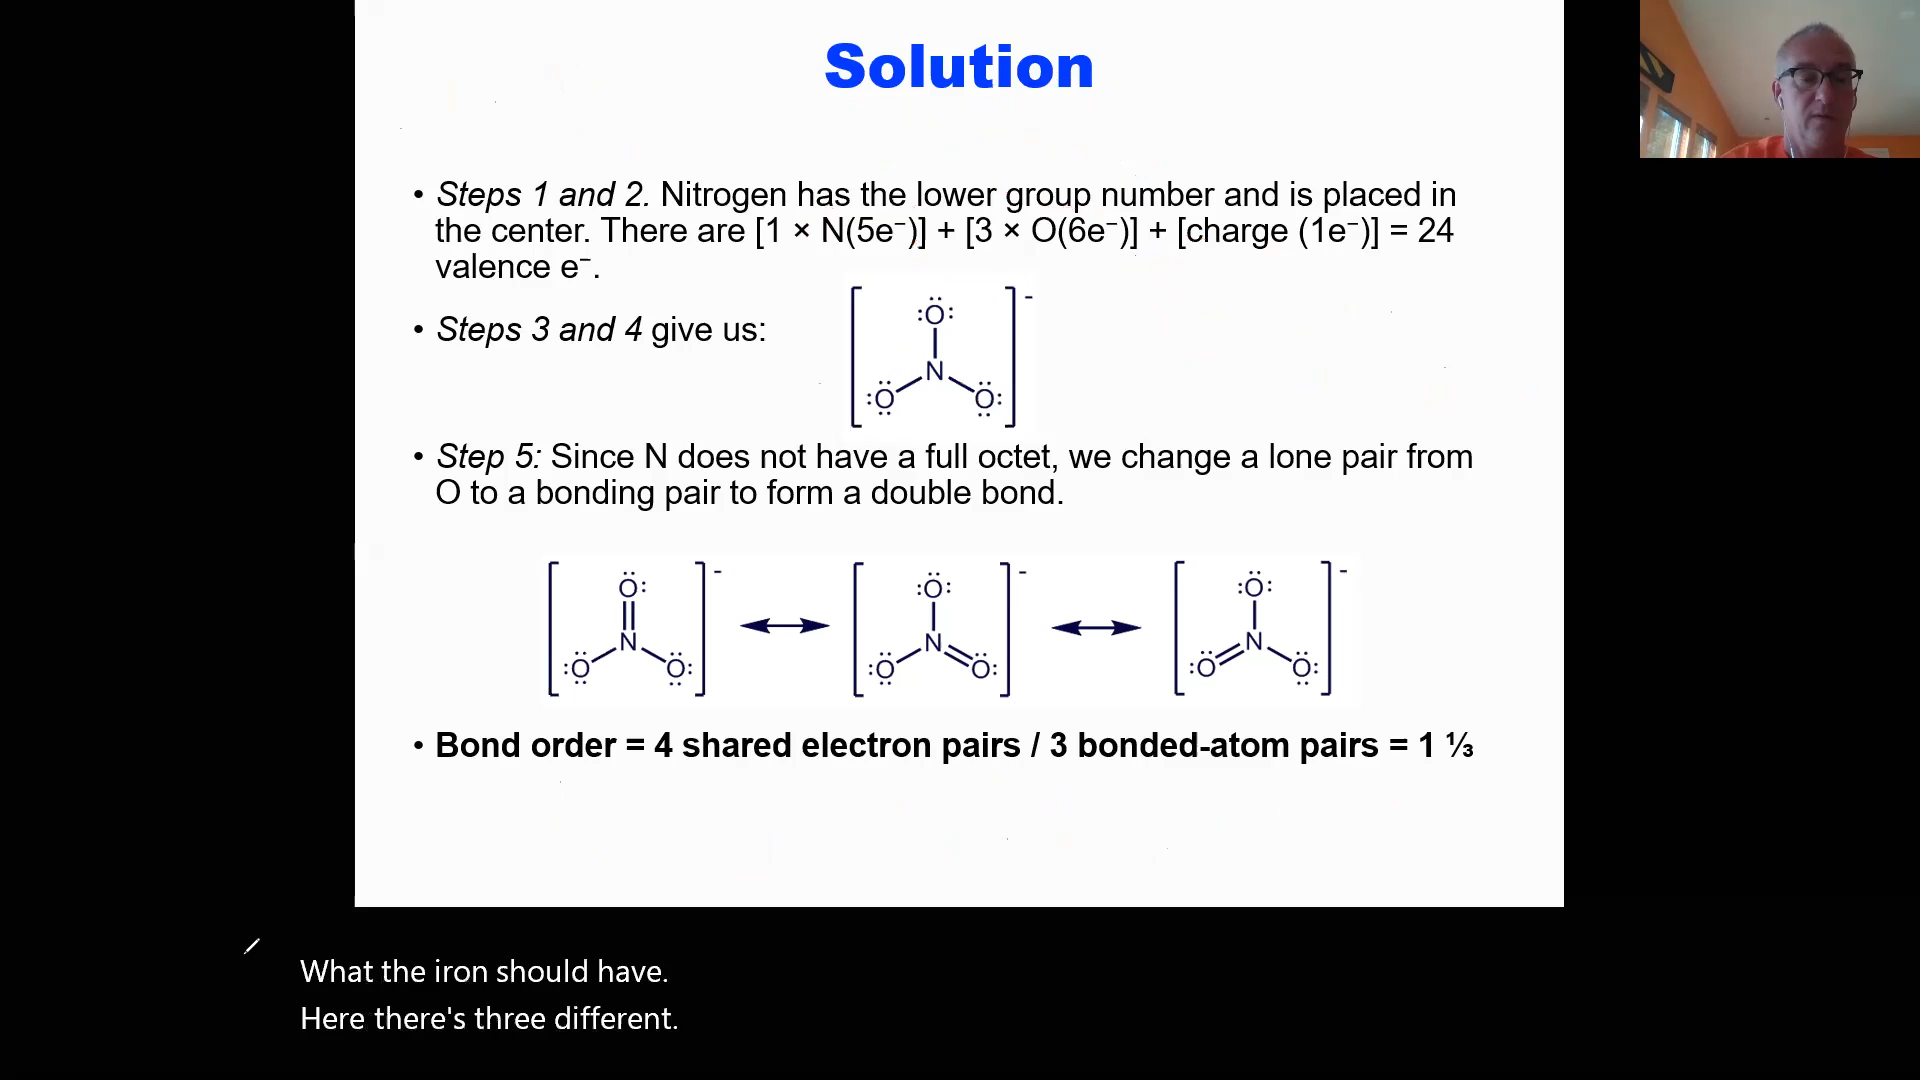 Solution
• Steps 1 and 2. Nitrogen has the lower group number and is placed in
the center. There are [1 × N(5e⁻)] + [3 × O(6e⁻)] + [charge (1e⁻)] = 24
valence e⁻.
• Steps 3 and 4 give us:
-
:O:
N
:O O:
• Step 5: Since N does not have a full octet, we change a lone pair from
O to a bonding pair to form a double bond.
- - -
O: :O: :O:
N N N
:O O: :O O: :O O:
• Bond order = 4 shared electron pairs / 3 bonded-atom pairs = 1 ⅓
What the iron should have.
Here there's three different.